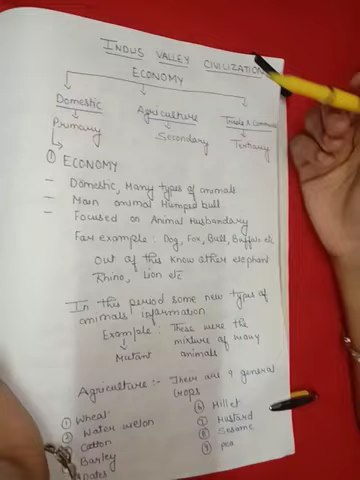 INDUS VALLEY CIVILIZATION
ECONOMY
Domestic Agriculture Trade & Commerce
Primary Secondary Tertiary
① ECONOMY
- Domestic, Many types of animals
- Main animal Humped bull
- Focused on Animal Husbandary
For example : Dog, Fox, Bull, Buffalo etc
Out of this know other elephant
Rhino, Lion etc
In this period some new types of
animals information
Example : These were the
mixture of many
Mutant animals
Agriculture :- There are 9 general
crops
① Wheat
② Water melon
③ Cotton
Barley
Dates
⑥ Millet
⑦ Mustard
⑧ Sesame
⑨ pea